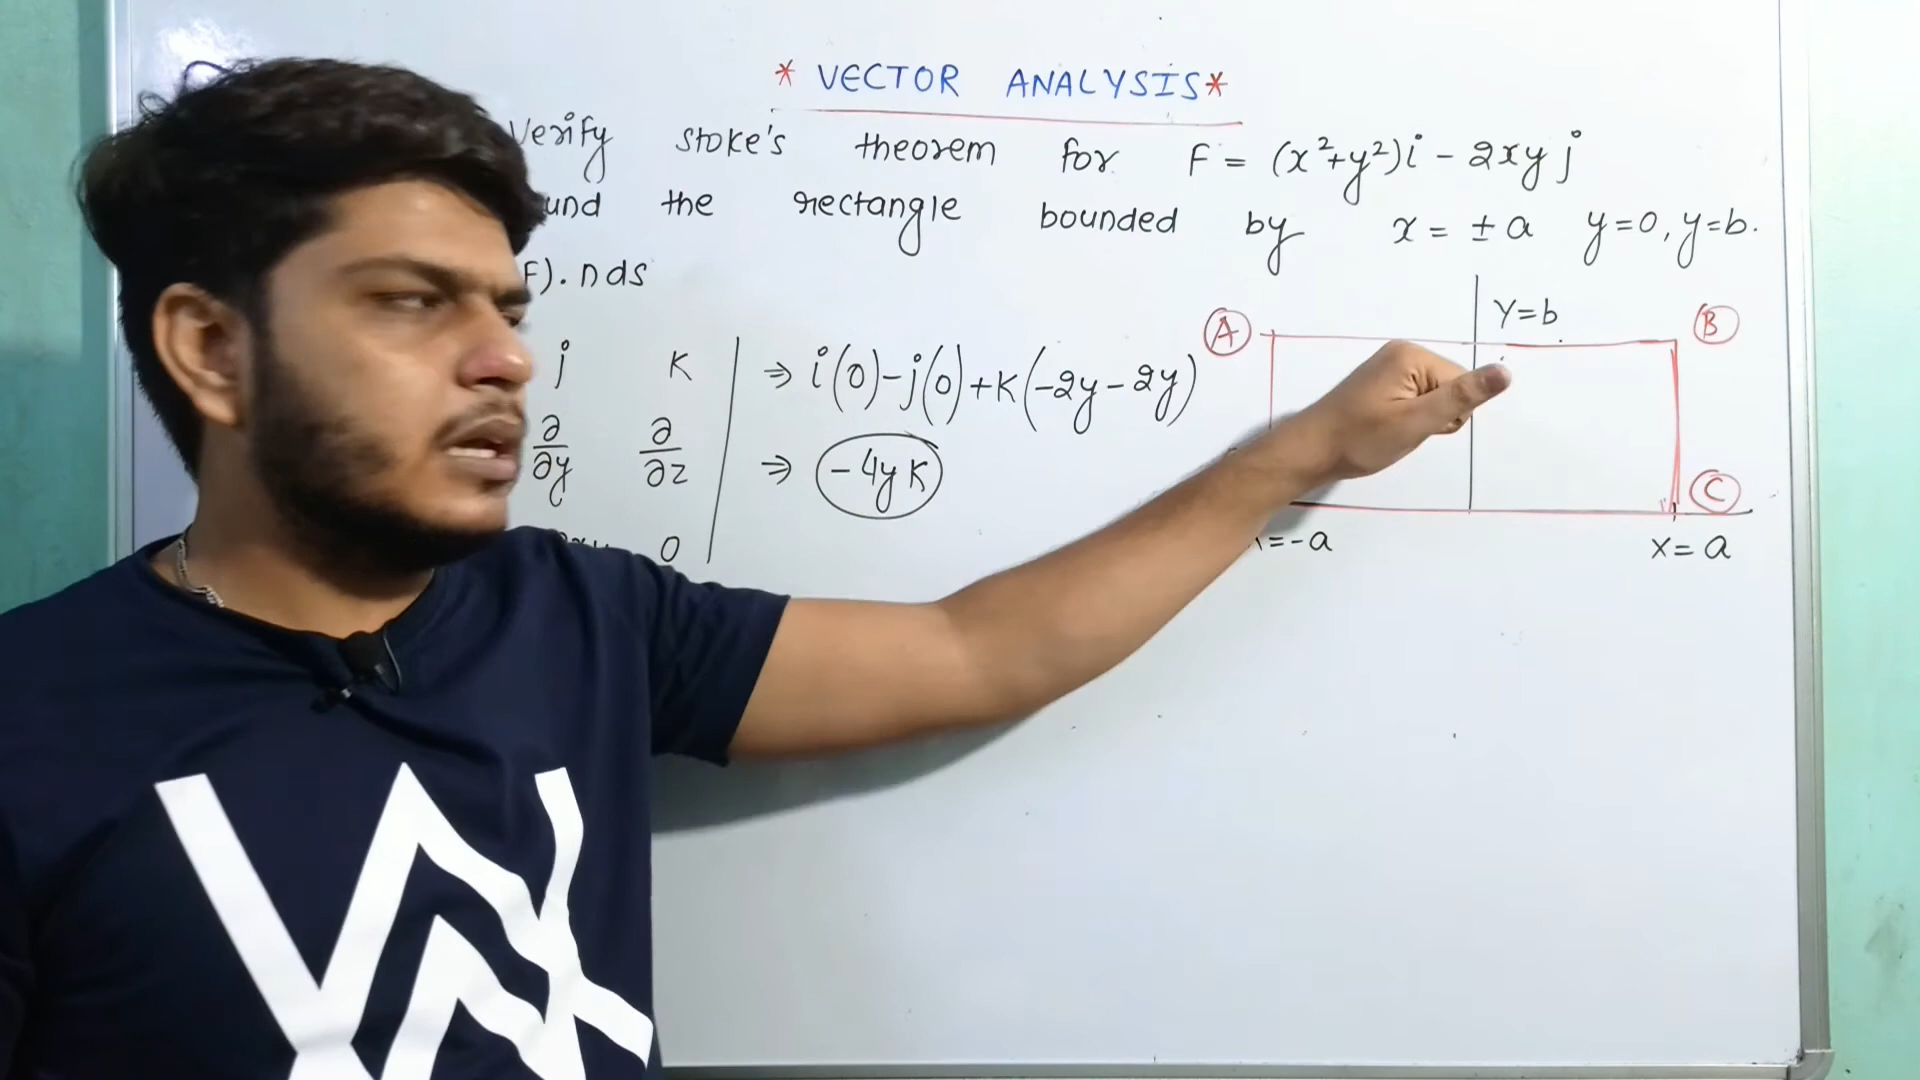 * VECTOR ANALYSIS *
Verify stoke's theorem for F = (x²+y²)i - 2xy j
und the rectangle bounded by x = ± a y=0, y=b.
F). n ds
Y=b
A B
j K ⇒ i(0)-j(0)+K(-2y-2y)
∂/∂y ∂/∂z ⇒ -4y K
C
0
=-a x= a